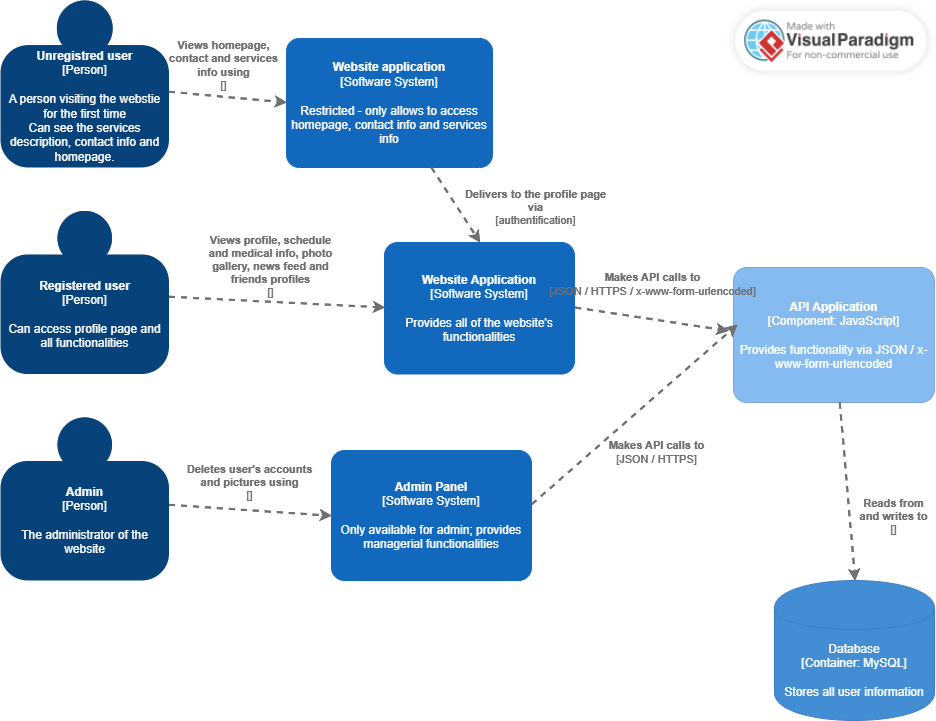 Made with
VisualParadigm
For non-commercial use
Unregistred user
[Person]
A person visiting the webstie
for the first time
Can see the services
description, contact info and
homepage.
Views homepage,
contact and services
info using
[]
Website application
[Software System]
Restricted - only allows to access
homepage, contact info and services
info
Delivers to the profile page
via
[authentification]
Registered user
[Person]
Can access profile page and
all functionalities
Views profile, schedule
and medical info, photo
gallery, news feed and
friends profiles
[]
Website Application
[Software System]
Provides all of the website's
functionalities
Makes API calls to
[JSON / HTTPS / x-www-form-urlencoded]
API Application
[Component: JavaScript]
Provides functionality via JSON / x-
www-form-urlencoded
Admin
[Person]
The administrator of the
website
Deletes user's accounts
and pictures using
[]
Admin Panel
[Software System]
Only available for admin; provides
managerial functionalities
Makes API calls to
[JSON / HTTPS]
Reads from
and writes to
[]
Database
[Container: MySQL]
Stores all user information